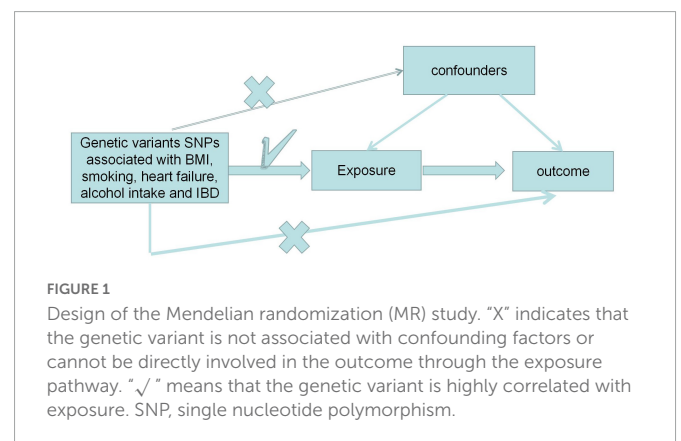 confounders
Genetic variants SNPs
associated with BMI,
smoking, heart failure,
alcohol intake and IBD
Exposure
outcome
FIGURE 1
Design of the Mendelian randomization (MR) study. “X” indicates that
the genetic variant is not associated with confounding factors or
cannot be directly involved in the outcome through the exposure
pathway. “√ ” means that the genetic variant is highly correlated with
exposure. SNP, single nucleotide polymorphism.